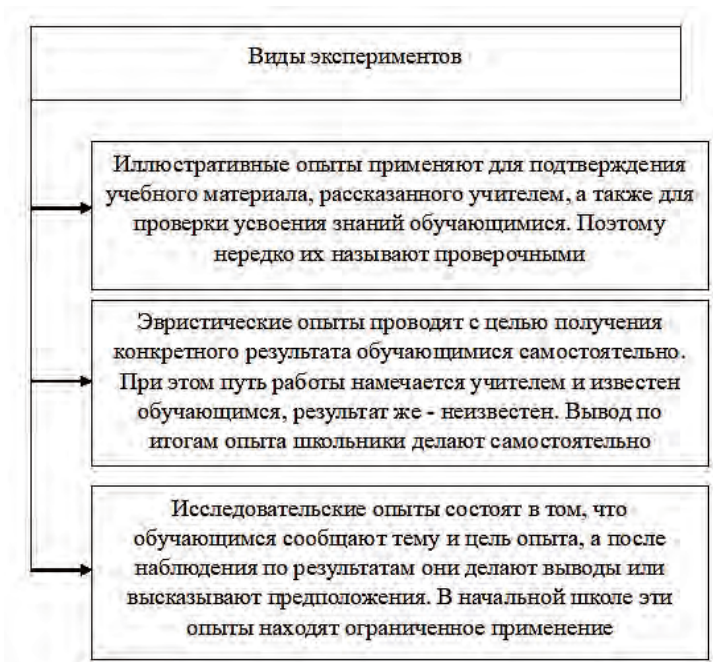 Виды экспериментов
Иллюстративные опыты применяют для подтверждения
учебного материала, рассказанного учителем, а также для
проверки усвоения знаний обучающимися. Поэтому
нередко их называют проверочными
Эвристические опыты проводят с целью получения
конкретного результата обучающимися самостоятельно.
При этом путь работы намечается учителем и известен
обучающимся, результат же - неизвестен. Вывод по
итогам опыта школьники делают самостоятельно
Исследовательские опыты состоят в том, что
обучающимся сообщают тему и цель опыта, а после
наблюдения по результатам они делают выводы или
высказывают предположения. В начальной школе эти
опыты находят ограниченное применение